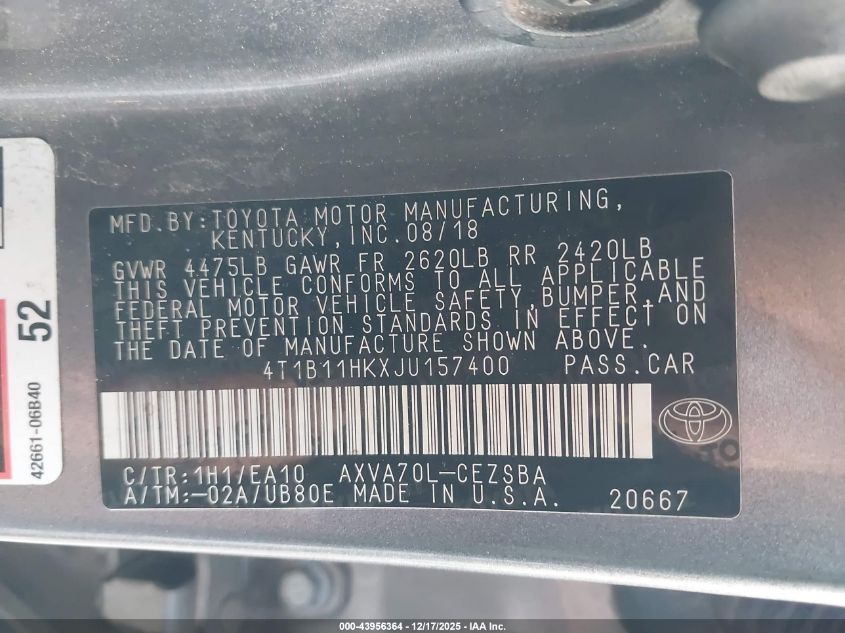 MFD.BY:TOYOTA MOTOR MANUFACTURING,
KENTUCKY,INC.08/18
GVWR 4475LB GAWR FR 2620LB RR 2420LB
THIS VEHICLE CONFORMS TO ALL APPLICABLE
FEDERAL MOTOR VEHICLE SAFETY,BUMPER,AND
THEFT PREVENTION STANDARDS IN EFFECT ON
THE DATE OF MANUFACTURE SHOWN ABOVE.
4T1B11HKXJU157400 PASS.CAR
C/TR:1H1/EA10 AXVA70L-CEZSBA
A/TM:-02A/UB80E MADE IN U.S.A. 20667
52
42661-06B40
000-43956364 - 12/17/2025 - IAA Inc.